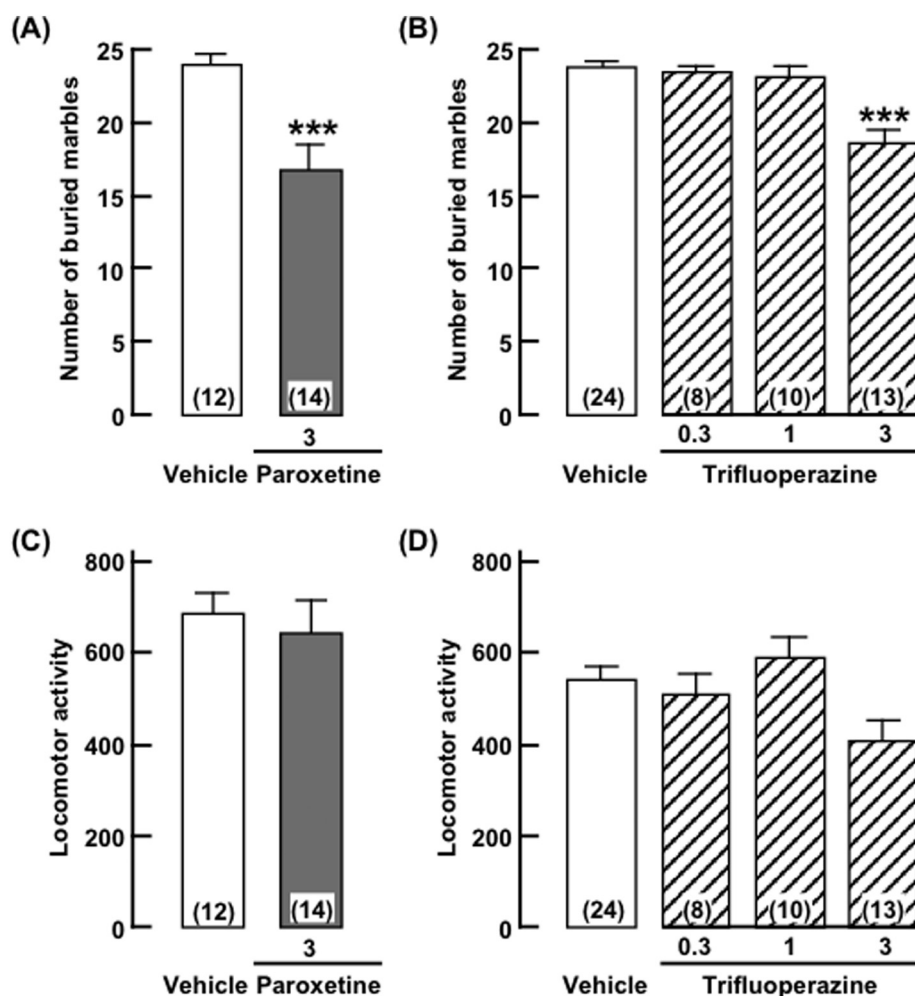 (A)
Number of buried marbles
25
20
15
10
5
0
***
(12)
(14)
3
Vehicle Paroxetine
(B)
Number of buried marbles
25
20
15
10
5
0
***
(24)
(8)
(10)
(13)
0.3 1 3
Vehicle Trifluoperazine
(C)
Locomotor activity
800
600
400
200
0
(12)
(14)
3
Vehicle Paroxetine
(D)
Locomotor activity
800
600
400
200
0
(24)
(8)
(10)
(13)
0.3 1 3
Vehicle Trifluoperazine